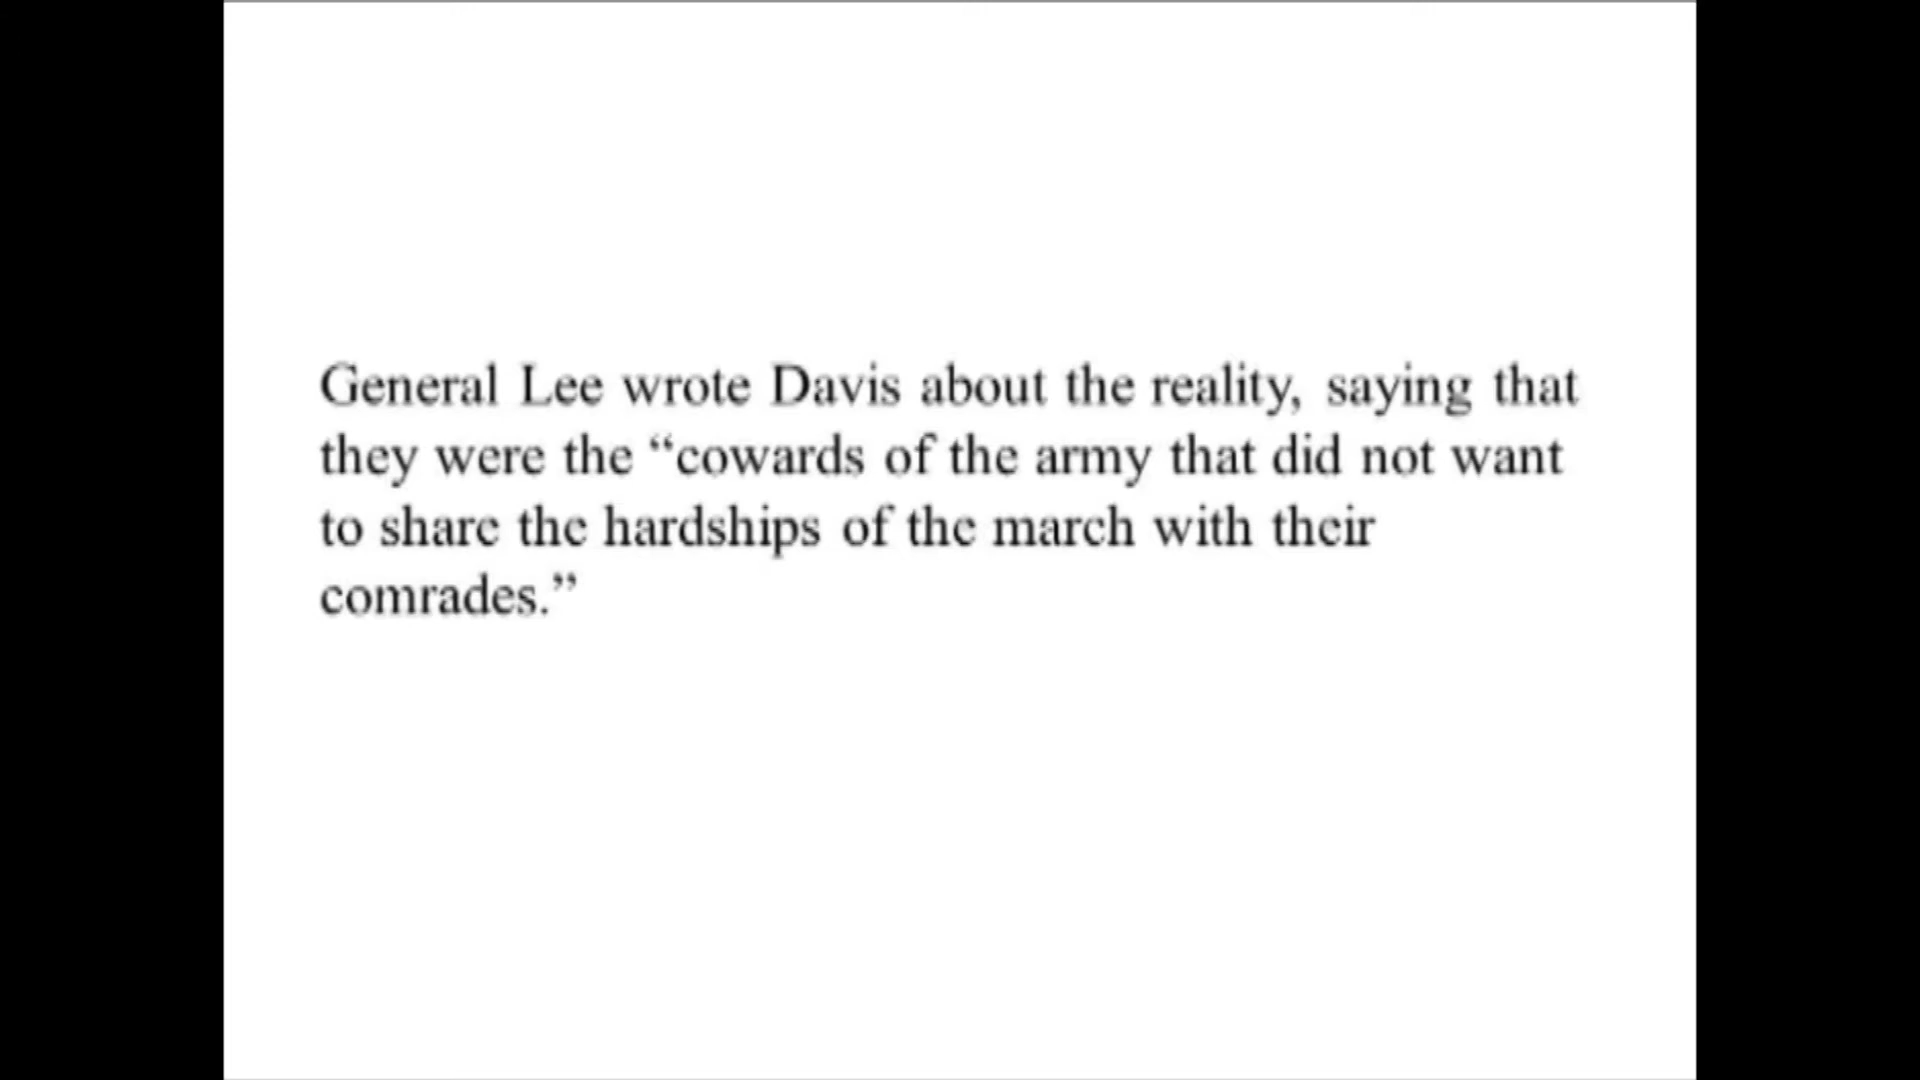 General Lee wrote Davis about the reality, saying that
they were the “cowards of the army that did not want
to share the hardships of the march with their
comrades.”